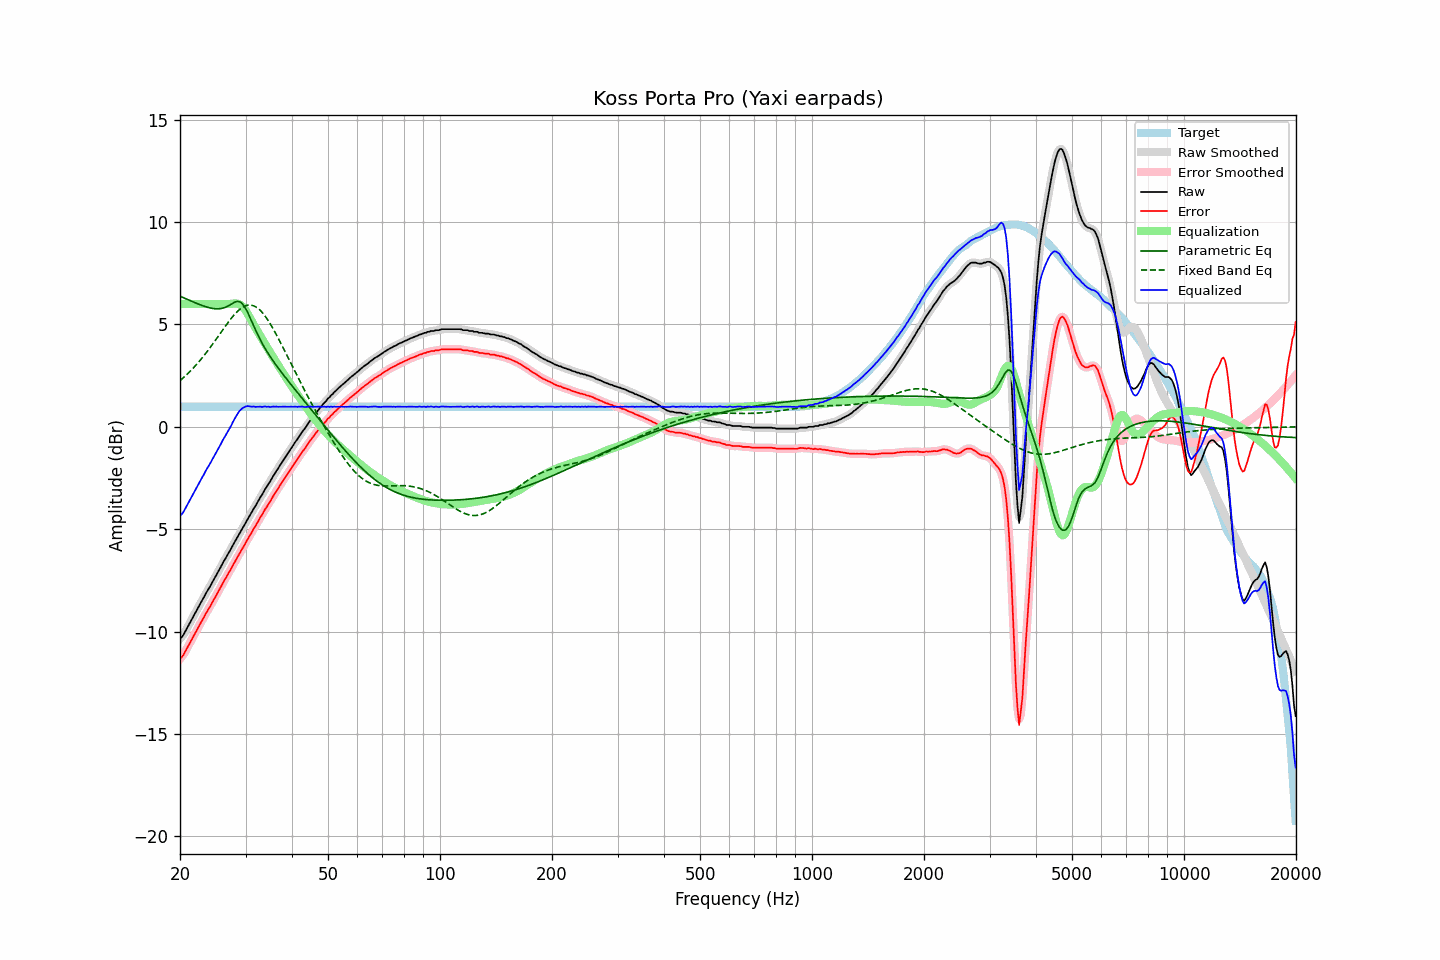 Koss Porta Pro (Yaxi earpads)
15
10
5
0
−5
−10
−15
−20
Amplitude (dBr)
Target
Raw Smoothed
Error Smoothed
Raw
Error
Equalization
Parametric Eq
Fixed Band Eq
Equalized
20 50 100 200 500 1000 2000 5000 10000 20000
Frequency (Hz)